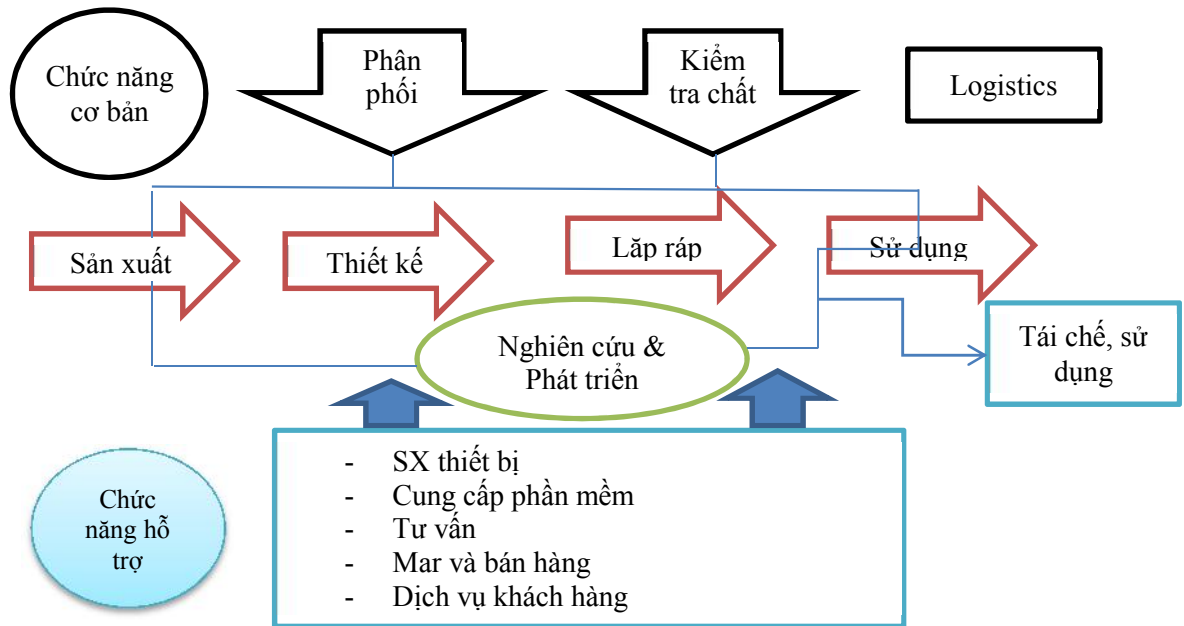 Chức năng
cơ bản
Phân
phối
Kiểm
tra chất
Logistics
Sản xuất
Thiết kế
Lắp ráp
Sử dụng
Nghiên cứu &
Phát triển
Tái chế, sử
dụng
Chức
năng hỗ
trợ
- SX thiết bị
- Cung cấp phần mềm
- Tư vấn
- Mar và bán hàng
- Dịch vụ khách hàng